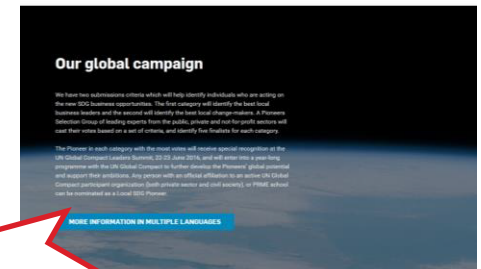 Our global campaign
We have two submissions criteria which will help identify individuals who are acting on
the new SDG business opportunities. The first category will identify the best local
business leaders and the second will identify the best local change-makers. A Pioneers
Selection Group of leading experts from the public, private and not-for-profit sectors will
cast their votes based on a set of criteria, and identify five finalists for each category.
The Pioneer in each category with the most votes will receive special recognition at the
UN Global Compact Leaders Summit, 22-23 June 2016, and will enter into a year-long
programme with the UN Global Compact to further develop the Pioneers' global potential
and support their ambitions. Any person with an official affiliation to an active UN Global
Compact participant organization (both private sector and civil society), or PRME school
can be nominated as a Local SDG Pioneer.
MORE INFORMATION IN MULTIPLE LANGUAGES